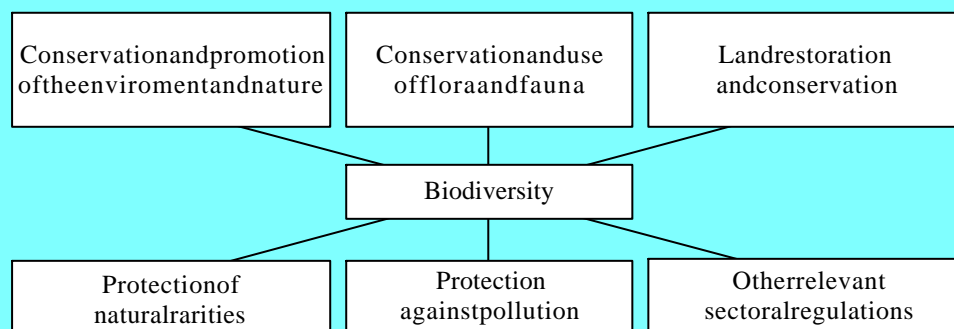 Conservationandpromotion
oftheenviromentandnature
Conservationanduse
offloraandfauna
Landrestoration
andconservation
Biodiversity
Protectionof
naturalrarities
Protection
againstpollution
Otherrelevant
sectoralregulations